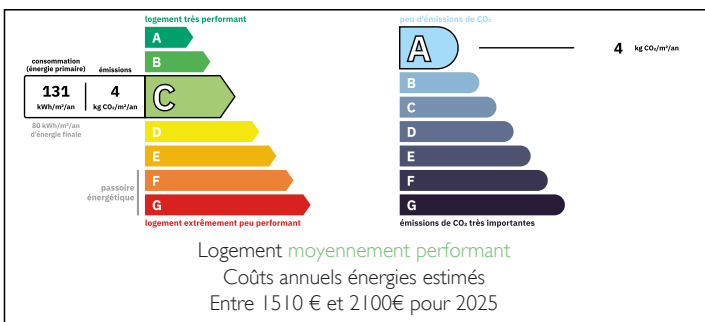 logement très performant
A
B
consommation
(énergie primaire)
émissions
131
kWh/m²/an
4
kg CO₂/m²/an
C
80 kWh/m²/an
d'énergie finale
D
E
F
G
passoire
énergétique
logement extrêmement peu performant
peu d'émissions de CO₂
A
4 kg CO₂/m²/an
B
C
D
E
F
G
émissions de CO₂ très importantes
Logement moyennement performant
Coûts annuels énergies estimés
Entre 1510 € et 2100€ pour 2025